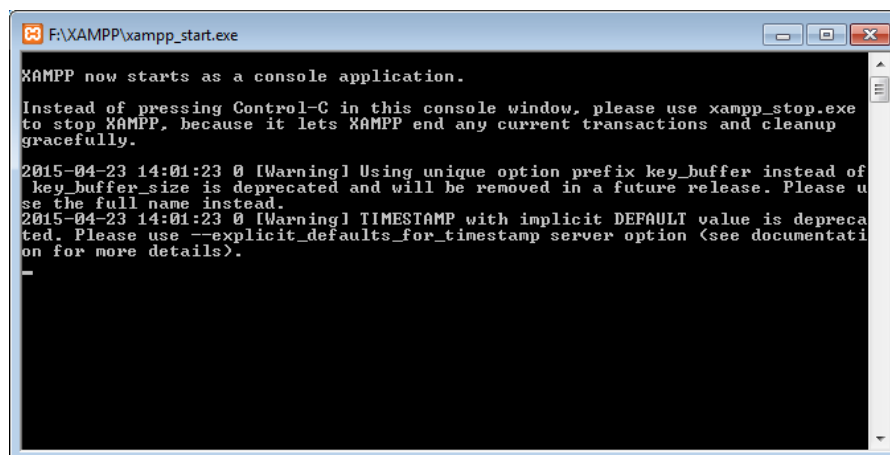 F:\XAMPP\xampp_start.exe
XAMPP now starts as a console application.
Instead of pressing Control-C in this console window, please use xampp_stop.exe
to stop XAMPP, because it lets XAMPP end any current transactions and cleanup
gracefully.
2015-04-23 14:01:23 0 [Warning] Using unique option prefix key_buffer instead of
 key_buffer_size is deprecated and will be removed in a future release. Please u
se the full name instead.
2015-04-23 14:01:23 0 [Warning] TIMESTAMP with implicit DEFAULT value is depreca
ted. Please use --explicit_defaults_for_timestamp server option (see documentati
on for more details).